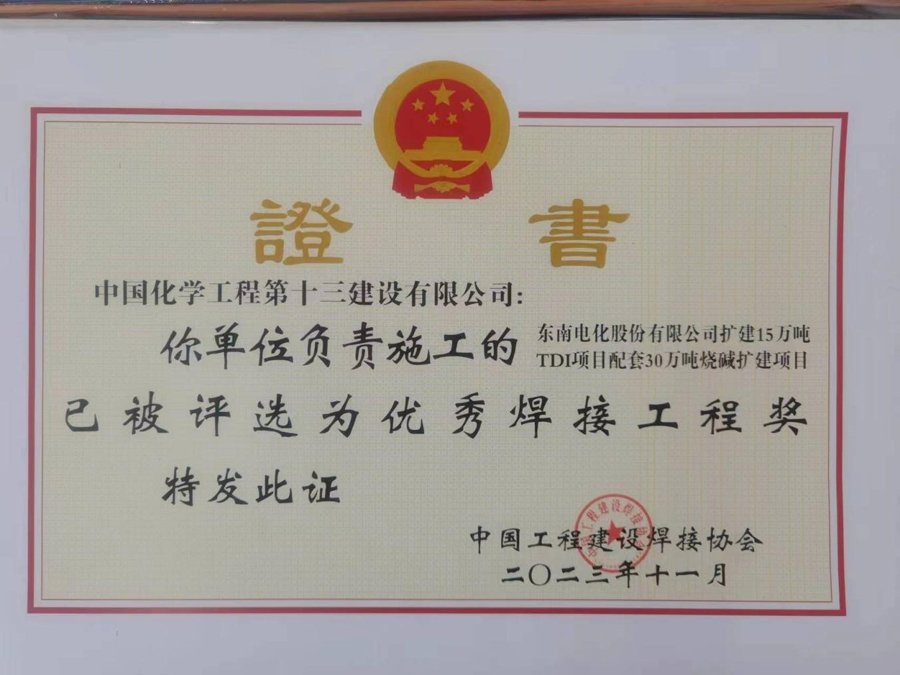 證書
中国化学工程第十三建设有限公司：
你单位负责施工的 东南电化股份有限公司扩建15万吨
TDI项目配套30万吨烧碱扩建项目
已被评选为优秀焊接工程奖
特发此证
中国工程建设焊接协会
二〇二三年十一月